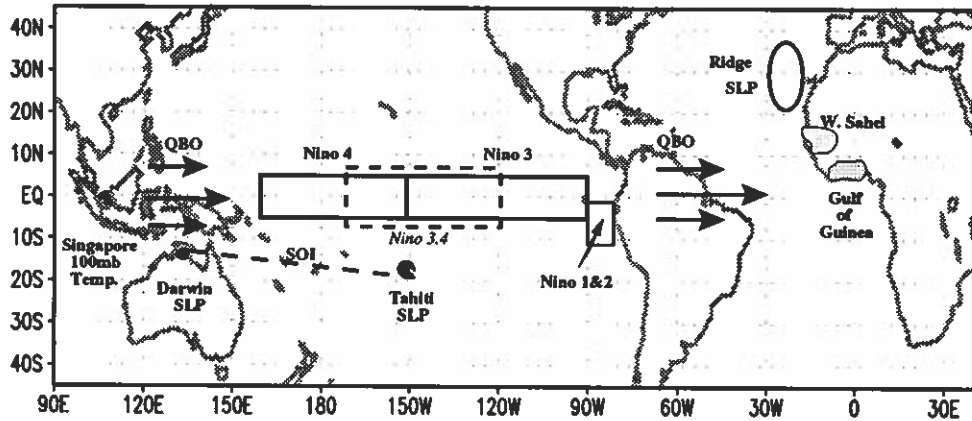 45N
40N
30N
20N
10N
EQ
10S
20S
30S
40S
90E
120E
150E
180
150W
120W
90W
60W
30W
0
30E
QBO
Nino 4
Nino 3
Nino 3.4
Singapore
100mb
Temp.
Darwin
SLP
SOI
Tahiti
SLP
Nino 1&2
QBO
Ridge
SLP
W. Sahel
Gulf
of
Guinea